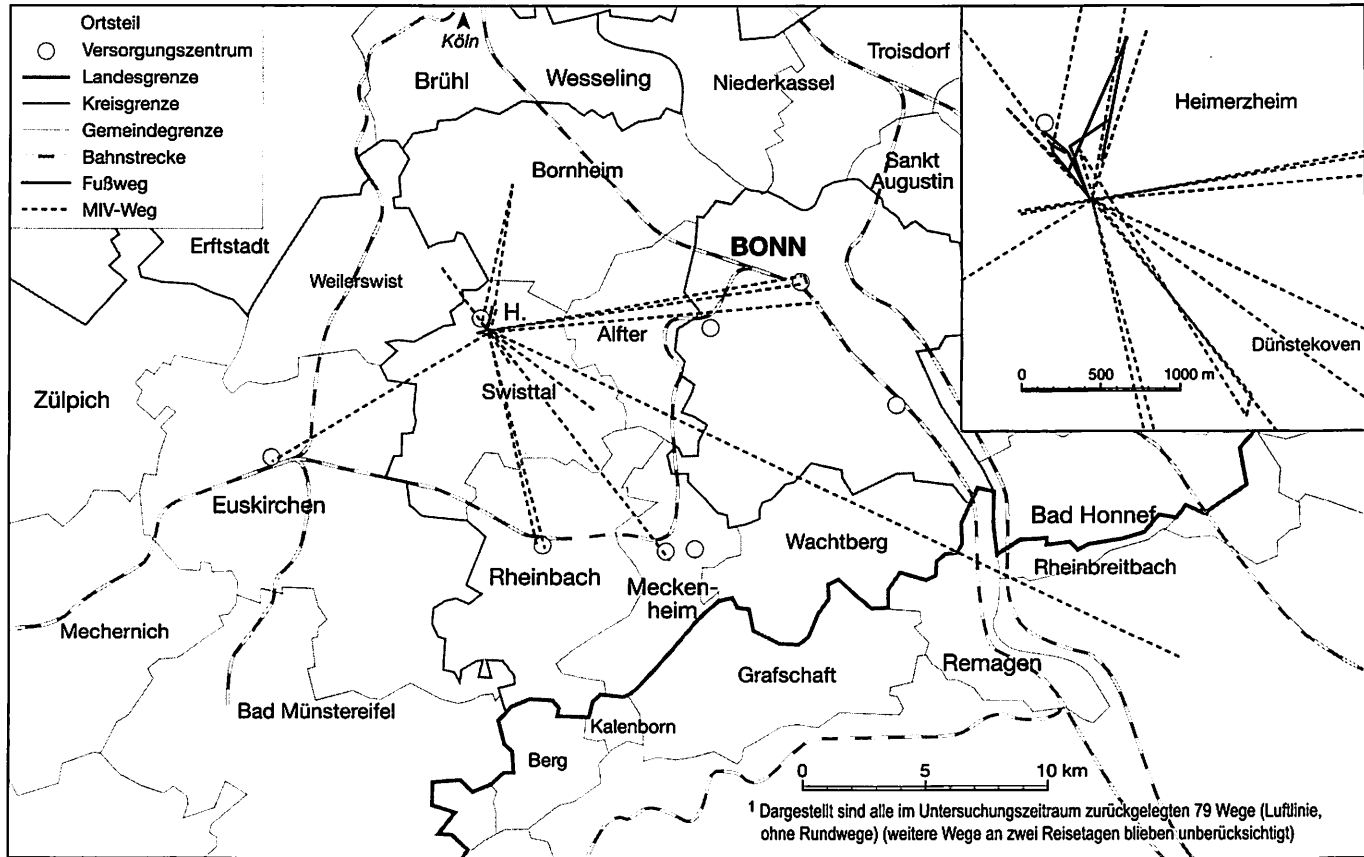 Ortsteil
Versorgungszentrum
Landesgrenze
Kreisgrenze
Gemeindegrenze
Bahnstrecke
Fußweg
MIV-Weg
Köln
Brühl
Wesseling
Niederkassel
Troisdorf
Sankt
Augustin
Bornheim
BONN
Erftstadt
Weilerswist
H.
Alfter
Zülpich
Swisttal
Euskirchen
Rheinbach
Mecken-
heim
Wachtberg
Bad Honnef
Rheinbreitbach
Mechernich
Bad Münstereifel
Grafschaft
Remagen
Kalenborn
Berg
Heimerzheim
Dünstekoven
0 500 1000 m
0 5 10 km
1 Dargestellt sind alle im Untersuchungszeitraum zurückgelegten 79 Wege (Luftlinie,
ohne Rundwege) (weitere Wege an zwei Reisetagen blieben unberücksichtigt)